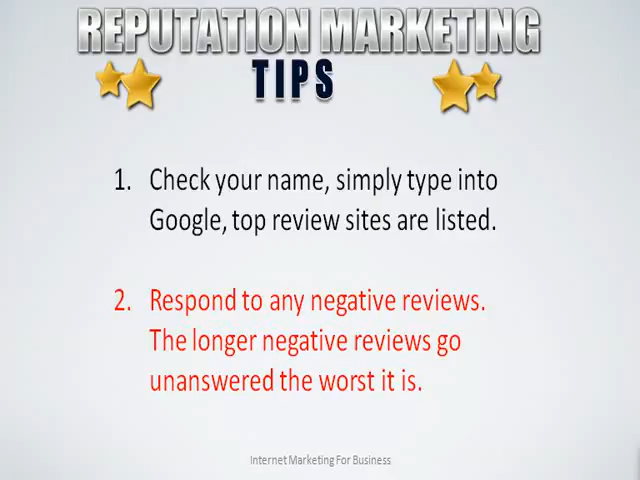 REPUTATION MARKETING
TIPS
1. Check your name, simply type into
Google, top review sites are listed.
2. Respond to any negative reviews.
The longer negative reviews go
unanswered the worst it is.
Internet Marketing For Business